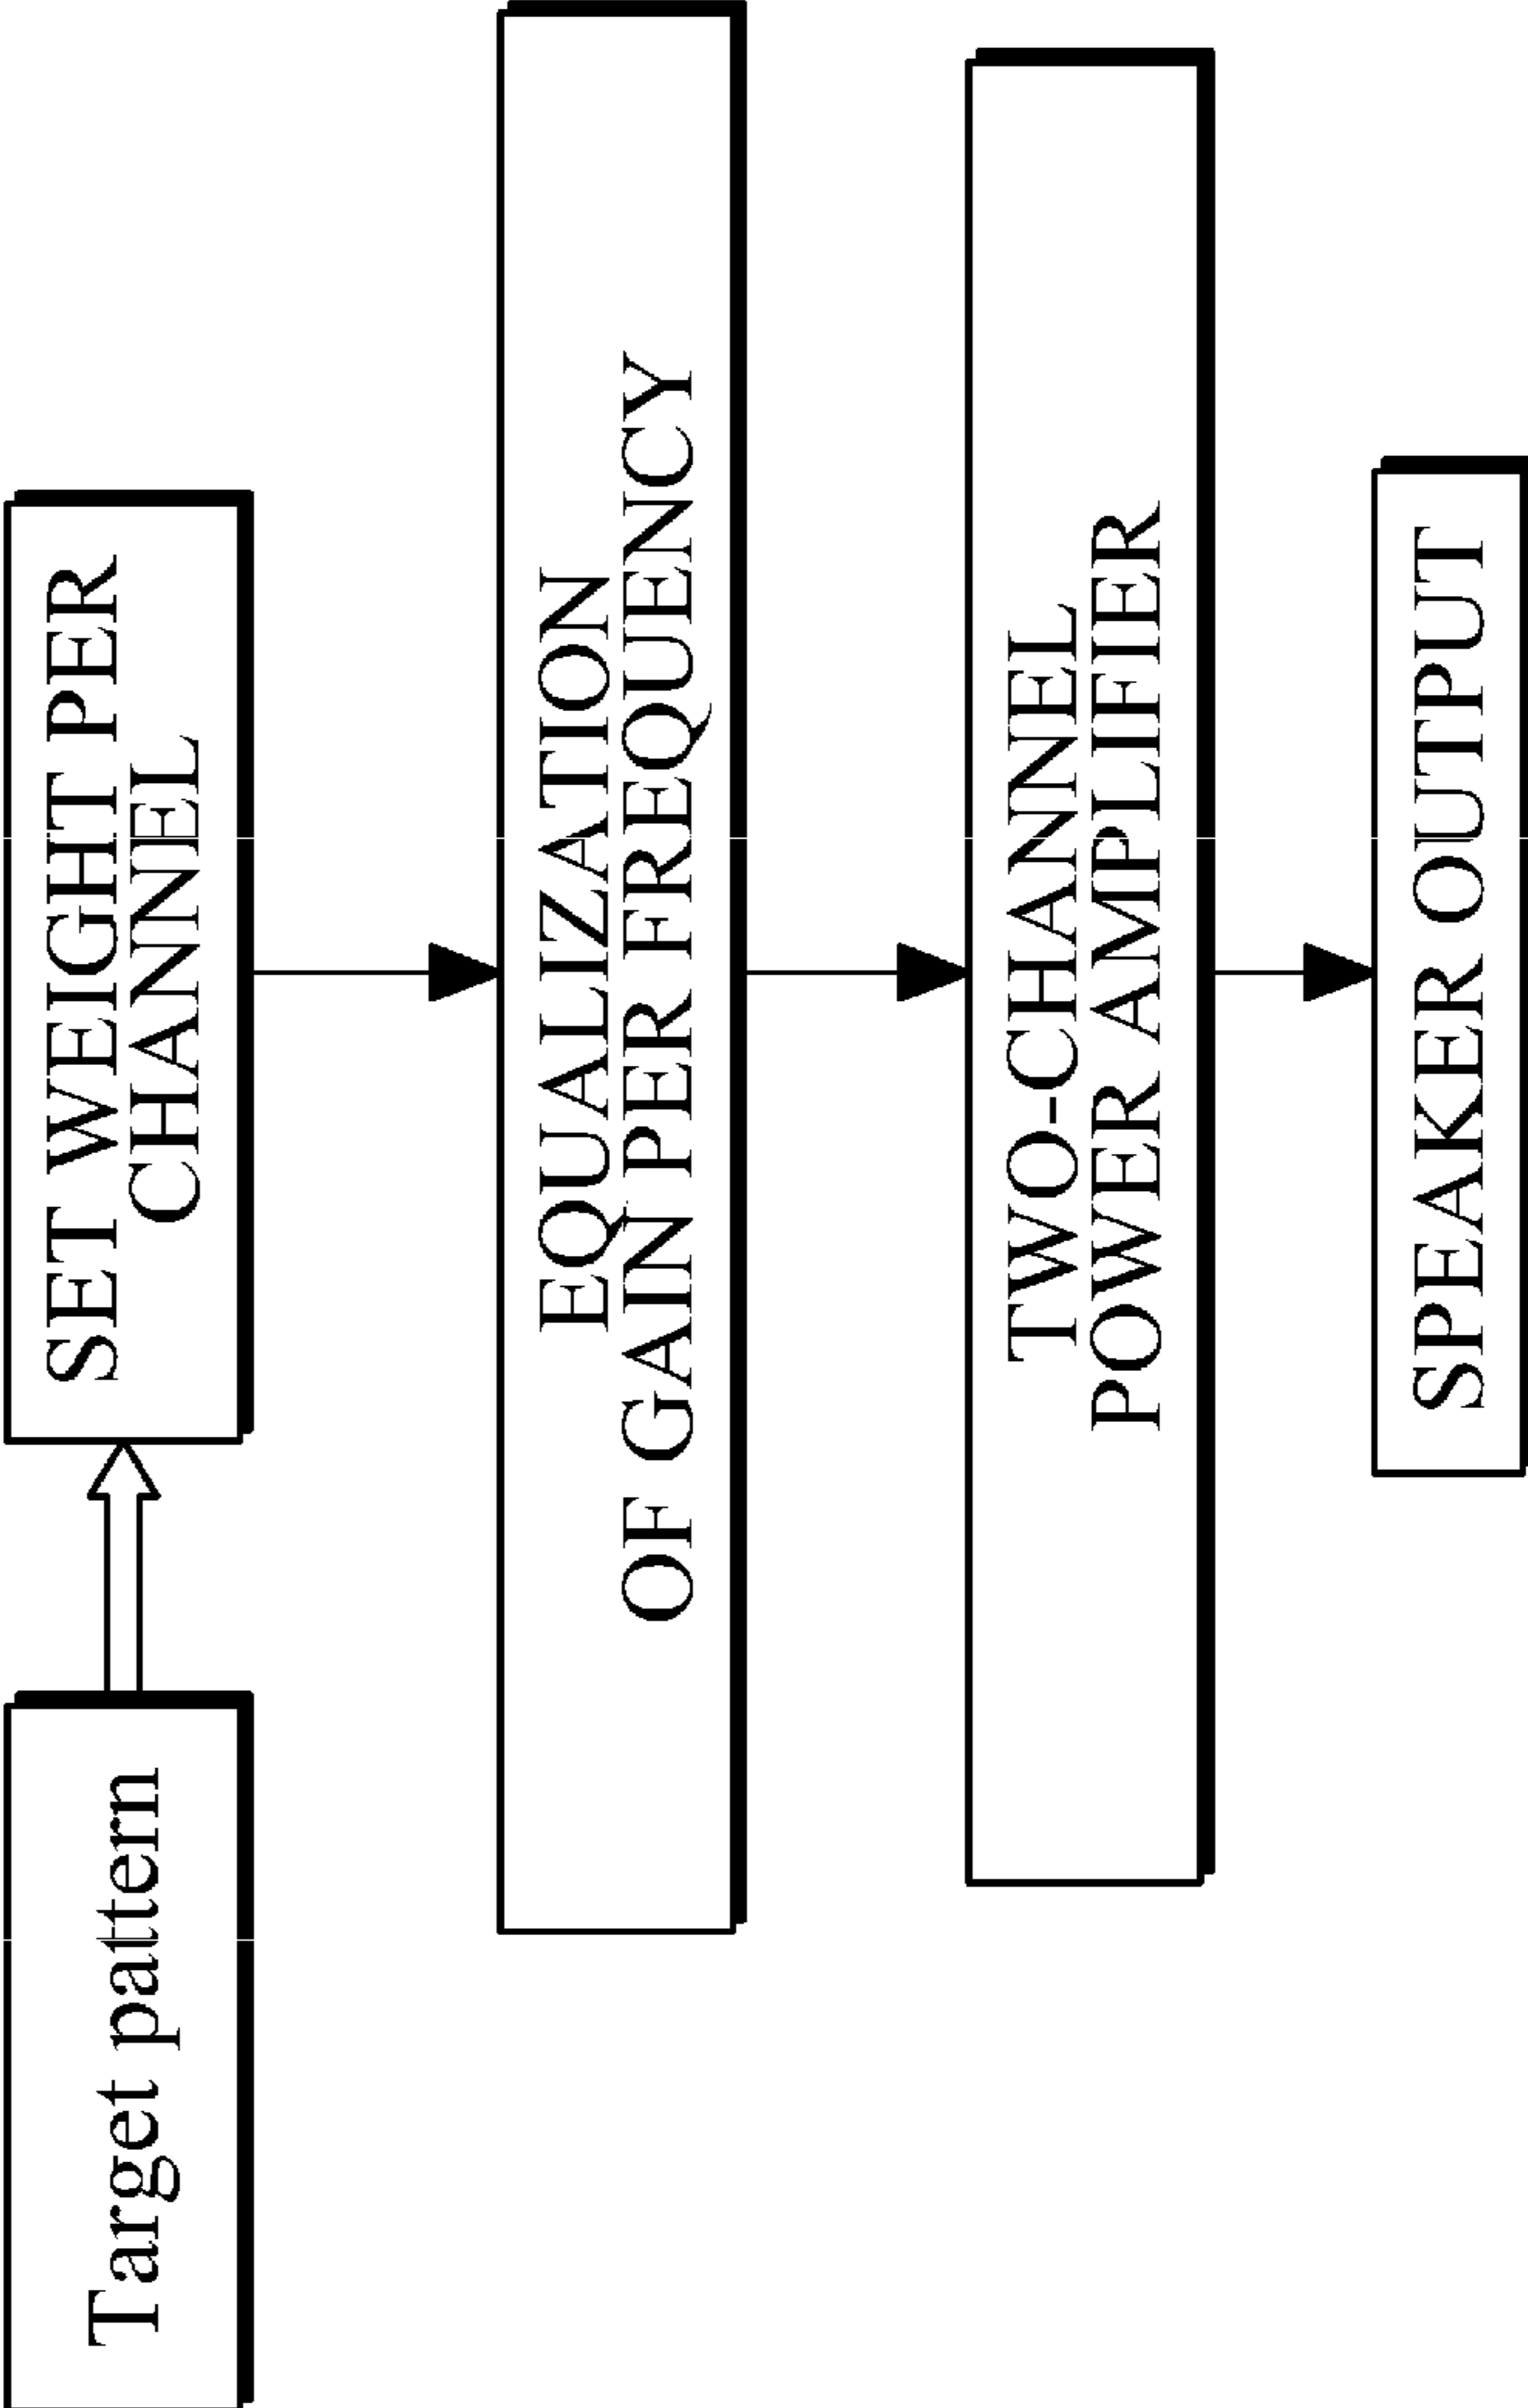 Target pattern
SET WEIGHT PER
CHANNEL
EQUALIZATION
OF GAIN PER FREQUENCY
TWO-CHANNEL
POWER AMPLIFIER
SPEAKER OUTPUT